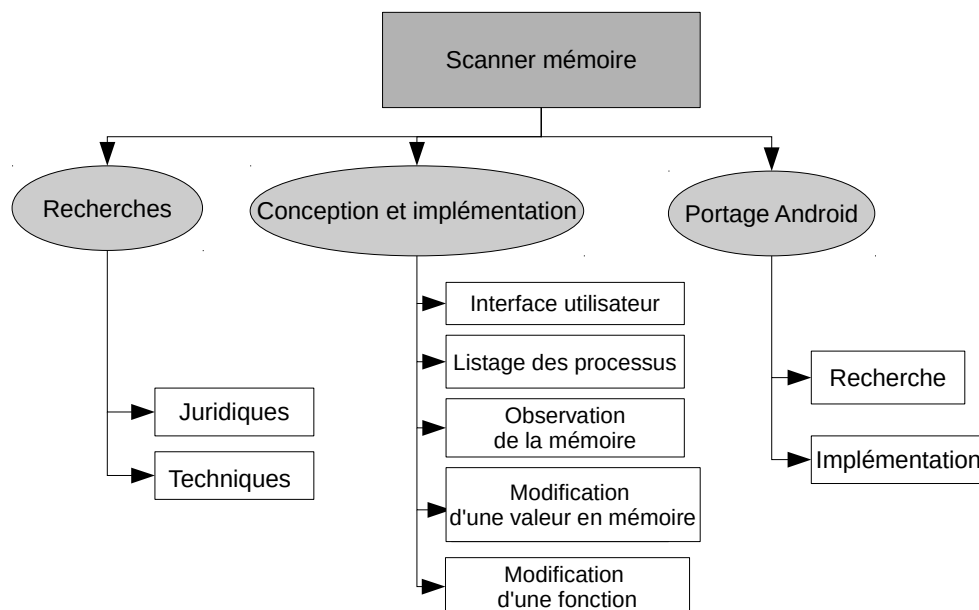 Scanner mémoire
Recherches
Conception et implémentation
Portage Android
Juridiques
Techniques
Interface utilisateur
Listage des processus
Observation
de la mémoire
Modification
d'une valeur en mémoire
Modification
d'une fonction
Recherche
Implémentation